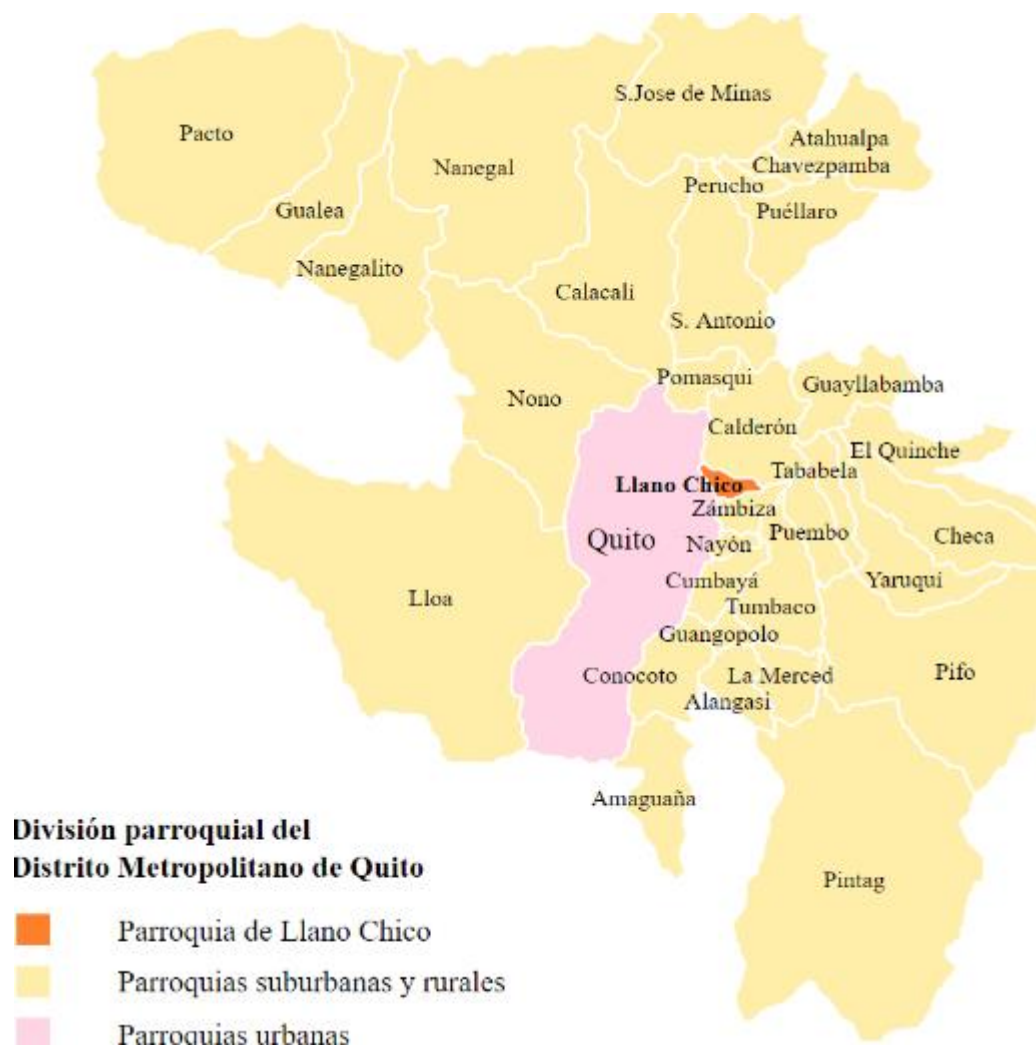 S.Jose de Minas
Pacto
Atahualpa
Nanegal
Chavezpamba
Perucho
Gualea
Puéllaro
Nanegalito
Calacali
S. Antonio
Pomasqui
Guayllabamba
Nono
Calderón
El Quinche
Tababela
Llano Chico
Zámbiza
Puembo
Checa
Quito
Nayón
Cumbayá
Yaruquí
Lloa
Tumbaco
Guangopolo
Pifo
Conocoto
La Merced
Alangasi
Amaguaña
Pintag
División parroquial del
Distrito Metropolitano de Quito
Parroquia de Llano Chico
Parroquias suburbanas y rurales
Parroquias urbanas